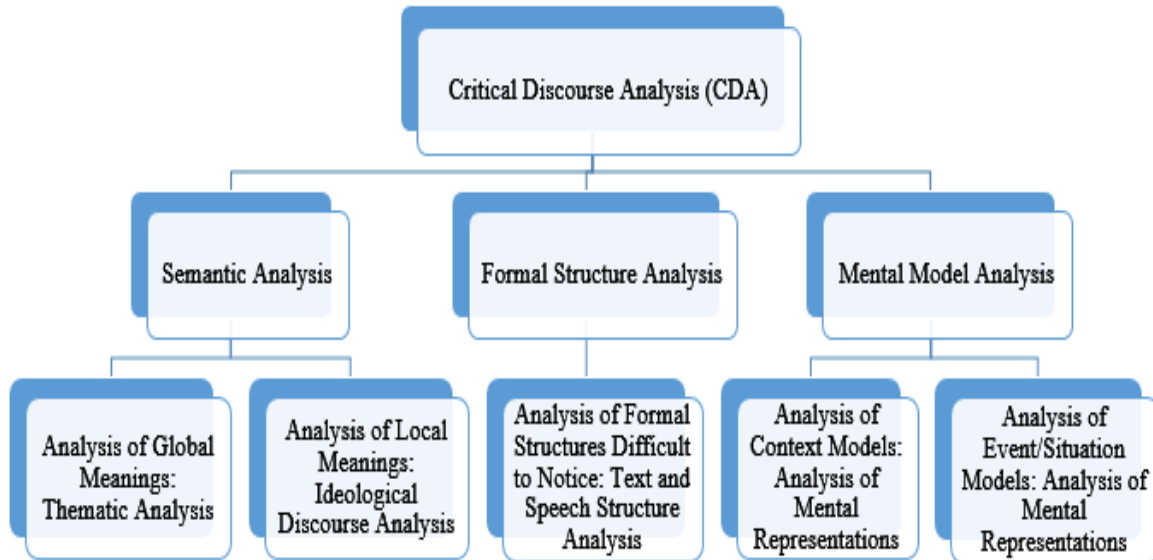 Critical Discourse Analysis (CDA)
Semantic Analysis
Formal Structure Analysis
Mental Model Analysis
Analysis of Global
Meanings:
Thematic Analysis
Analysis of Local
Meanings:
Ideological
Discourse Analysis
Analysis of Formal
Structures Difficult
to Notice: Text and
Speech Structure
Analysis
Analysis of
Context Models:
Analysis of
Mental
Representations
Analysis of
Event/Situation
Models: Analysis of
Mental
Representations